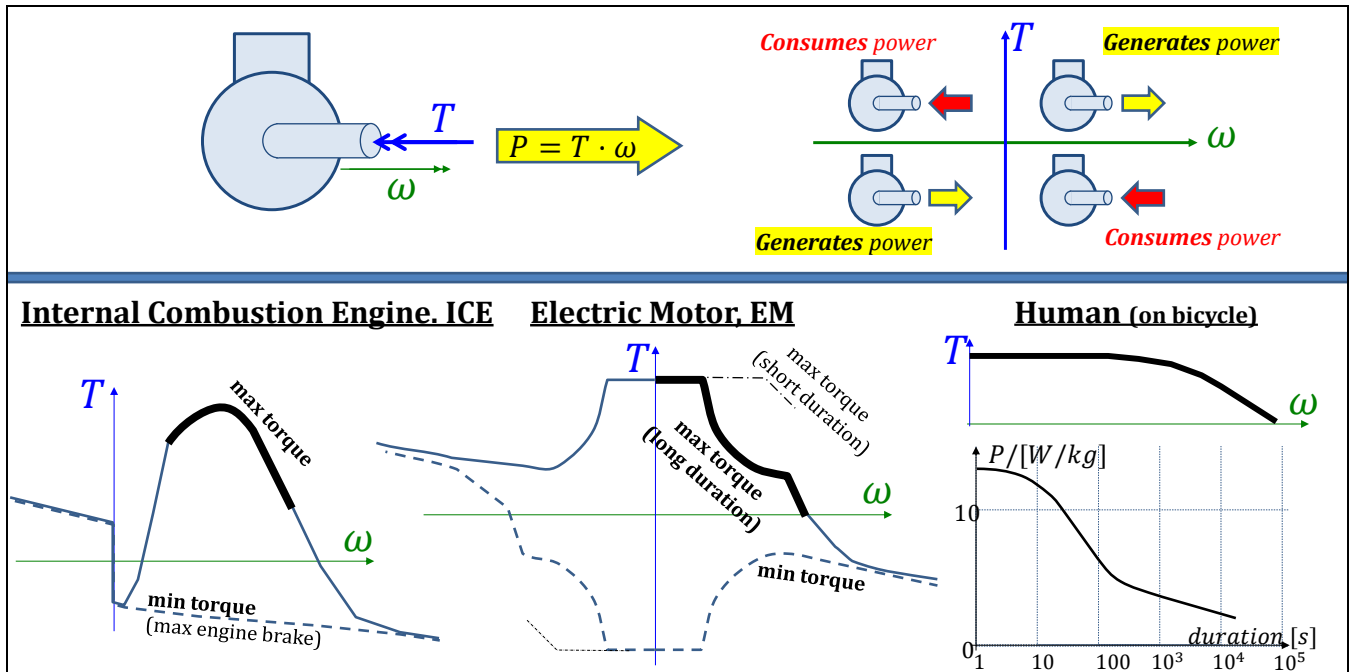 T
ω
P = T · ω
Consumes power
T
Generates power
ω
Generates power
Consumes power
Internal Combustion Engine. ICE
T
max torque
ω
min torque
(max engine brake)
Electric Motor, EM
T
max torque
(short duration)
max torque
(long duration)
ω
min torque
Human (on bicycle)
T
ω
P/[W/kg]
10
0
duration [s]
1 10 100 10³ 10⁴ 10⁵